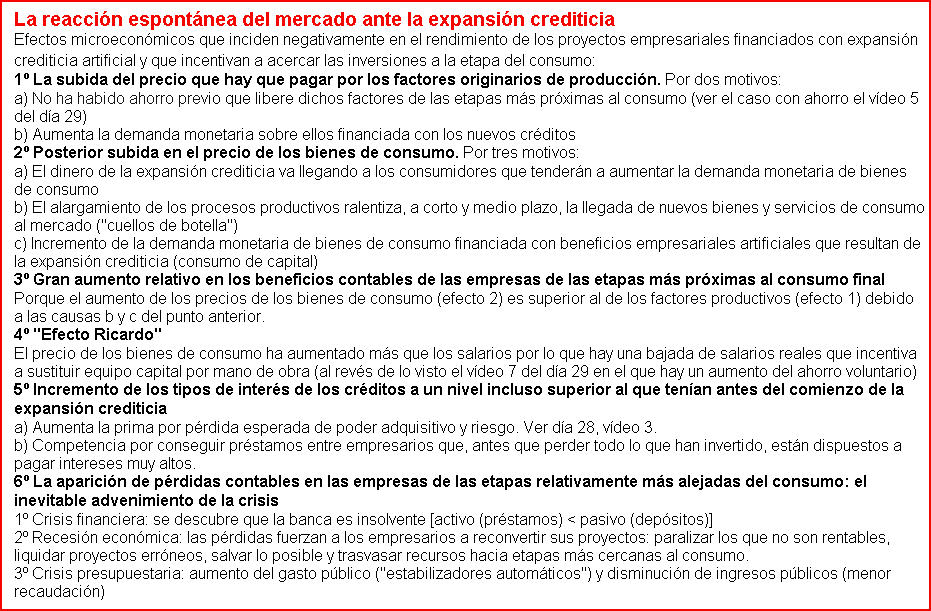 La reacción espontánea del mercado ante la expansión crediticia
Efectos microeconómicos que inciden negativamente en el rendimiento de los proyectos empresariales financiados con expansión
crediticia artificial y que incentivan a acercar las inversiones a la etapa del consumo:
1º La subida del precio que hay que pagar por los factores originarios de producción. Por dos motivos:
a) No ha habido ahorro previo que libere dichos factores de las etapas más próximas al consumo (ver el caso con ahorro el vídeo 5
del día 29)
b) Aumenta la demanda monetaria sobre ellos financiada con los nuevos créditos
2º Posterior subida en el precio de los bienes de consumo. Por tres motivos:
a) El dinero de la expansión crediticia va llegando a los consumidores que tenderán a aumentar la demanda monetaria de bienes
de consumo
b) El alargamiento de los procesos productivos ralentiza, a corto y medio plazo, la llegada de nuevos bienes y servicios de consumo
al mercado ("cuellos de botella")
c) Incremento de la demanda monetaria de bienes de consumo financiada con beneficios empresariales artificiales que resultan de
la expansión crediticia (consumo de capital)
3º Gran aumento relativo en los beneficios contables de las empresas de las etapas más próximas al consumo final
Porque el aumento de los precios de los bienes de consumo (efecto 2) es superior al de los factores productivos (efecto 1) debido
a las causas b y c del punto anterior.
4º "Efecto Ricardo"
El precio de los bienes de consumo ha aumentado más que los salarios por lo que hay una bajada de salarios reales que incentiva
a sustituir equipo capital por mano de obra (al revés de lo visto el vídeo 7 del día 29 en el que hay un aumento del ahorro voluntario)
5º Incremento de los tipos de interés de los créditos a un nivel incluso superior al que tenían antes del comienzo de la
expansión crediticia
a) Aumenta la prima por pérdida esperada de poder adquisitivo y riesgo. Ver día 28, vídeo 3.
b) Competencia por conseguir préstamos entre empresarios que, antes que perder todo lo que han invertido, están dispuestos a
pagar intereses muy altos.
6º La aparición de pérdidas contables en las empresas de las etapas relativamente más alejadas del consumo: el
inevitable advenimiento de la crisis
1º Crisis financiera: se descubre que la banca es insolvente [activo (préstamos) < pasivo (depósitos)]
2º Recesión económica: las pérdidas fuerzan a los empresarios a reconvertir sus proyectos: paralizar los que no son rentables,
liquidar proyectos erróneos, salvar lo posible y trasvasar recursos hacia etapas más cercanas al consumo.
3º Crisis presupuestaria: aumento del gasto público ("estabilizadores automáticos") y disminución de ingresos públicos (menor
recaudación)